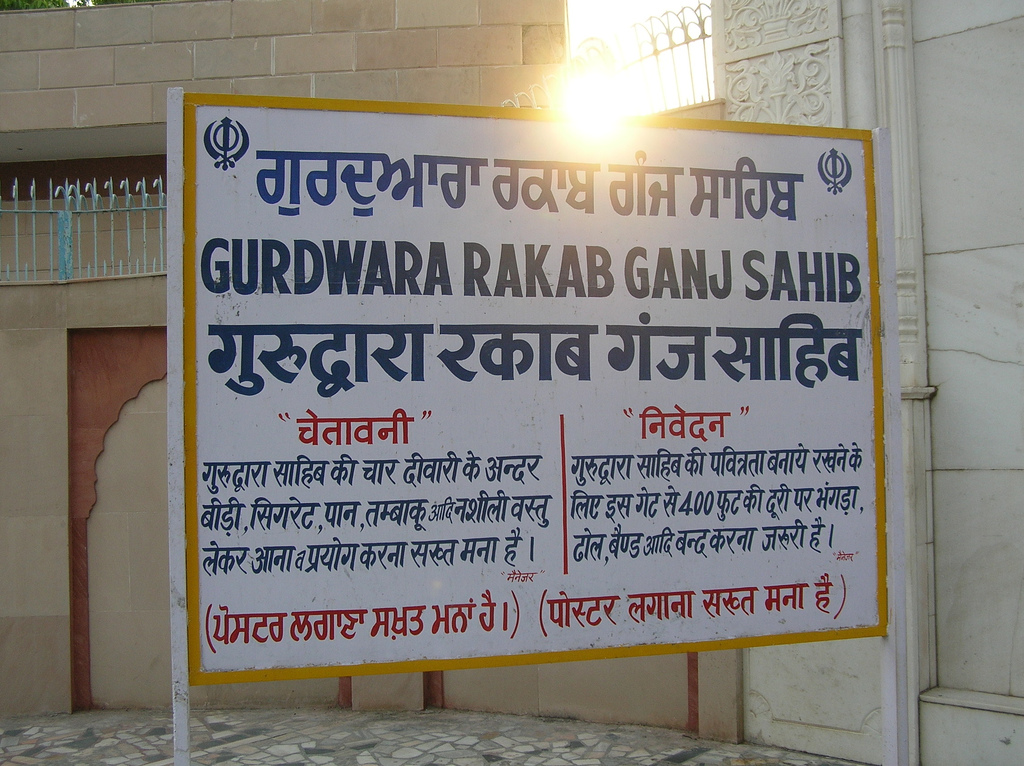 ਗੁਰਦੁਆਰਾ ਰਕਾਬ ਗੰਜ ਸਾਹਿਬ
GURDWARA RAKAB GANJ SAHIB
गुरुद्वारा रकाब गंज साहिब
"चेतावनी"
गुरुद्वारा साहिब की चार दीवारी के अन्दर
बीड़ी, सिगरेट, पान, तम्बाकू आदि नशीली वस्तु
लेकर आना व प्रयोग करना सख्त मना है।
"मैनेजर"
"निवेदन"
गुरुद्वारा साहिब की पवित्रता बनाये रखने के
लिए इस गेट से 400 फुट की दूरी पर भंगड़ा,
ढोल, बैण्ड आदि बन्द करना जरूरी है।
"मैनेजर"
(ਪੋਸਟਰ ਲਗਾਣਾ ਸਖ਼ਤ ਮਨਾਂ ਹੈ।) (पोस्टर लगाना सख्त मना है)